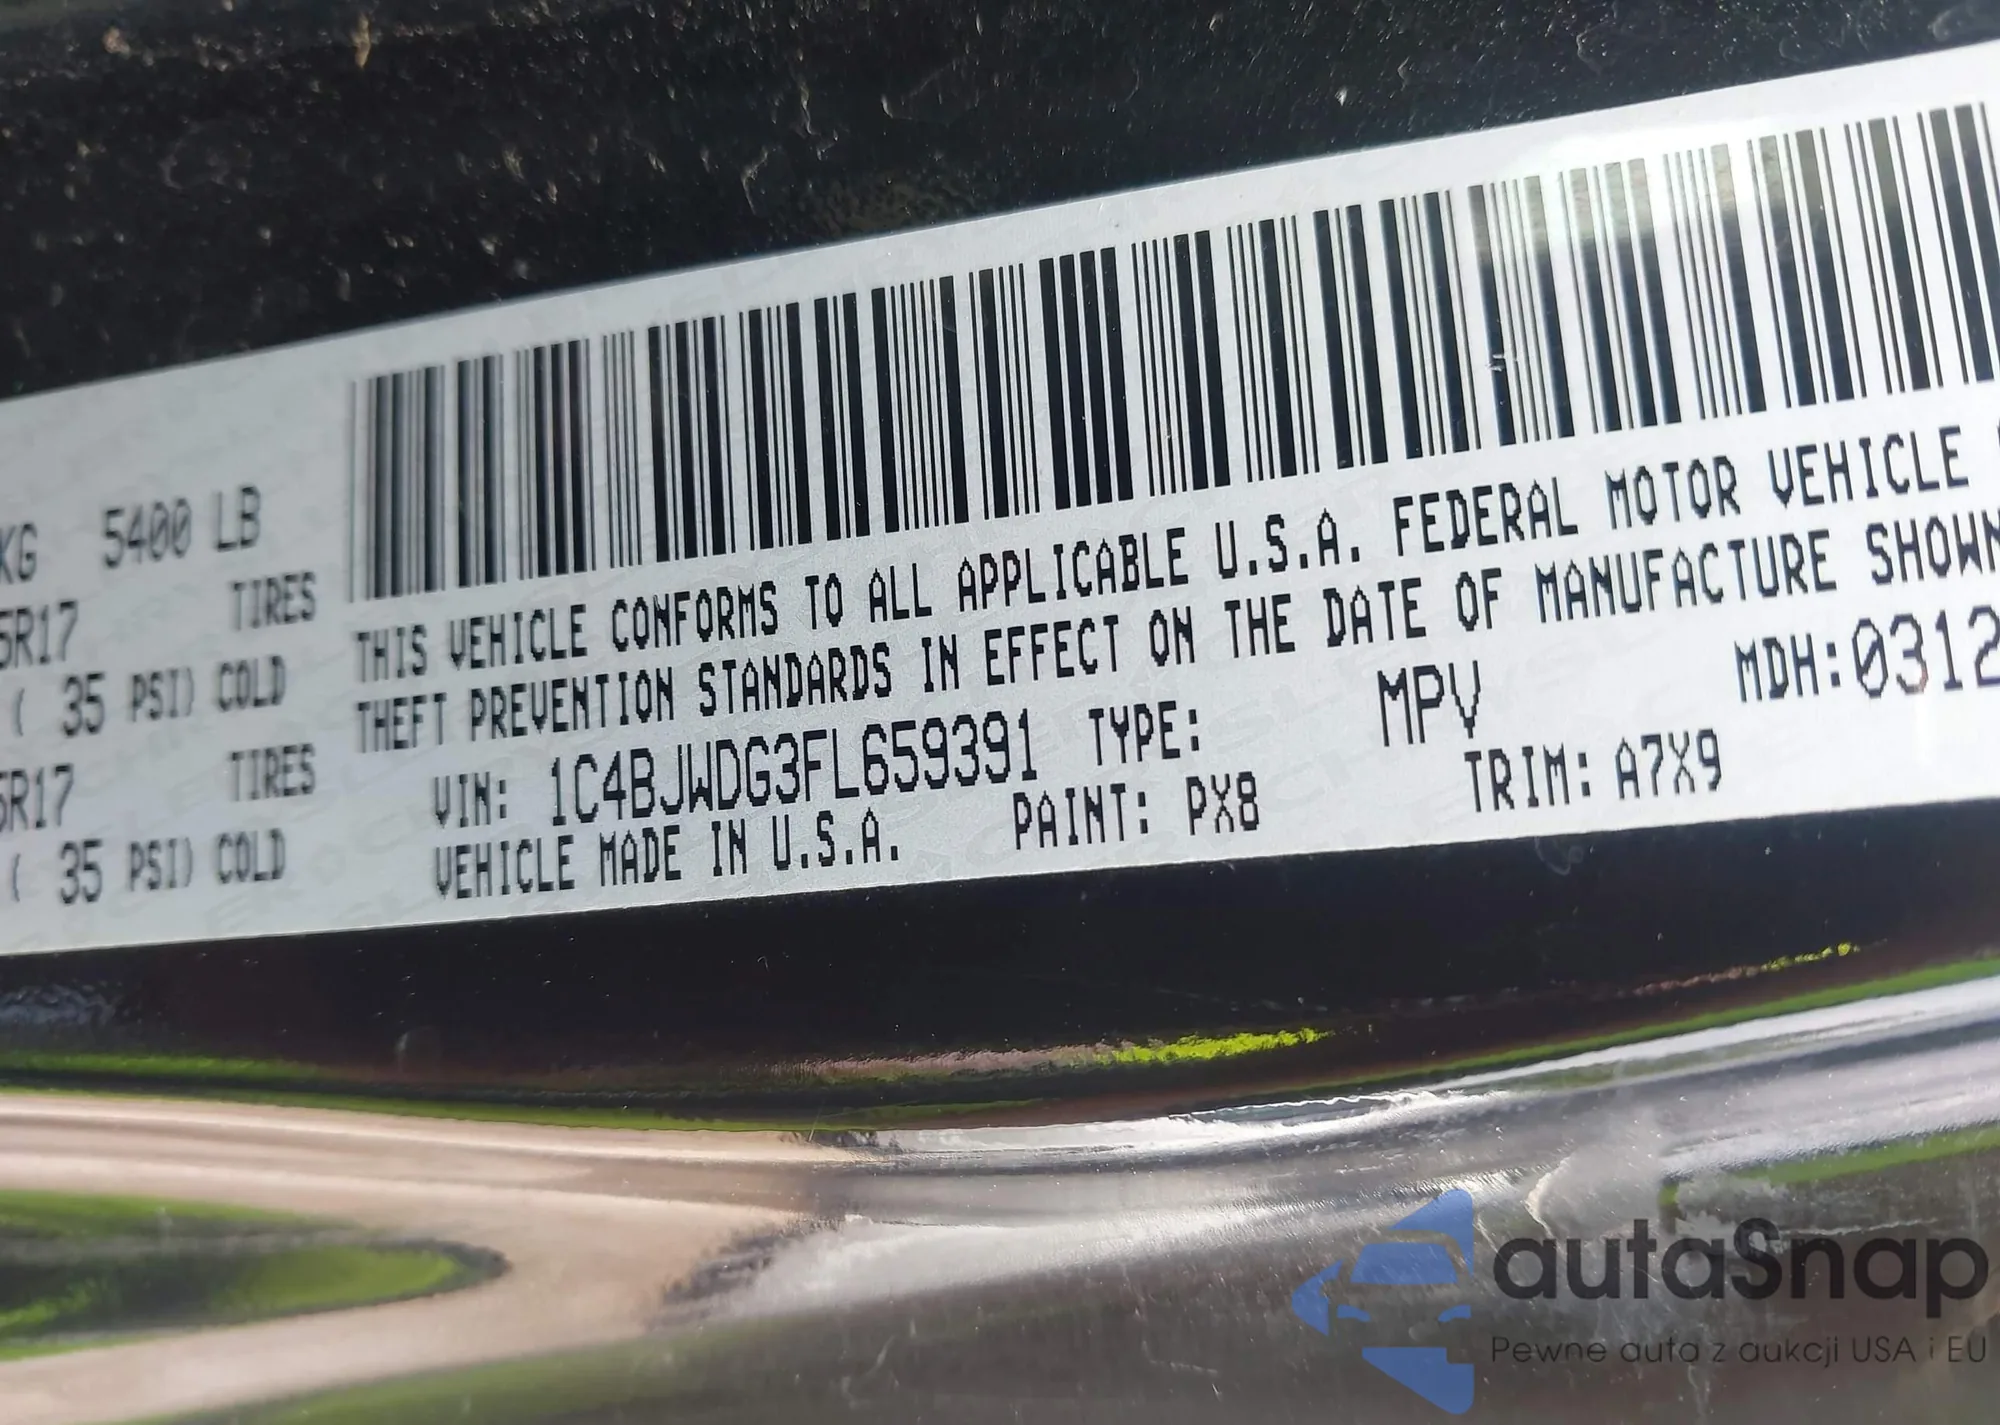 KG 5400 LB
5R17 TIRES
( 35 PSI) COLD
5R17 TIRES
( 35 PSI) COLD
THIS VEHICLE CONFORMS TO ALL APPLICABLE U.S.A. FEDERAL MOTOR VEHICLE
THEFT PREVENTION STANDARDS IN EFFECT ON THE DATE OF MANUFACTURE SHOWN
VIN: 1C4BJWDG3FL659391 TYPE: MPV MDH:0312
VEHICLE MADE IN U.S.A. PAINT: PX8 TRIM: A7X9
autaSnap
Pewne auta z aukcji USA i EU